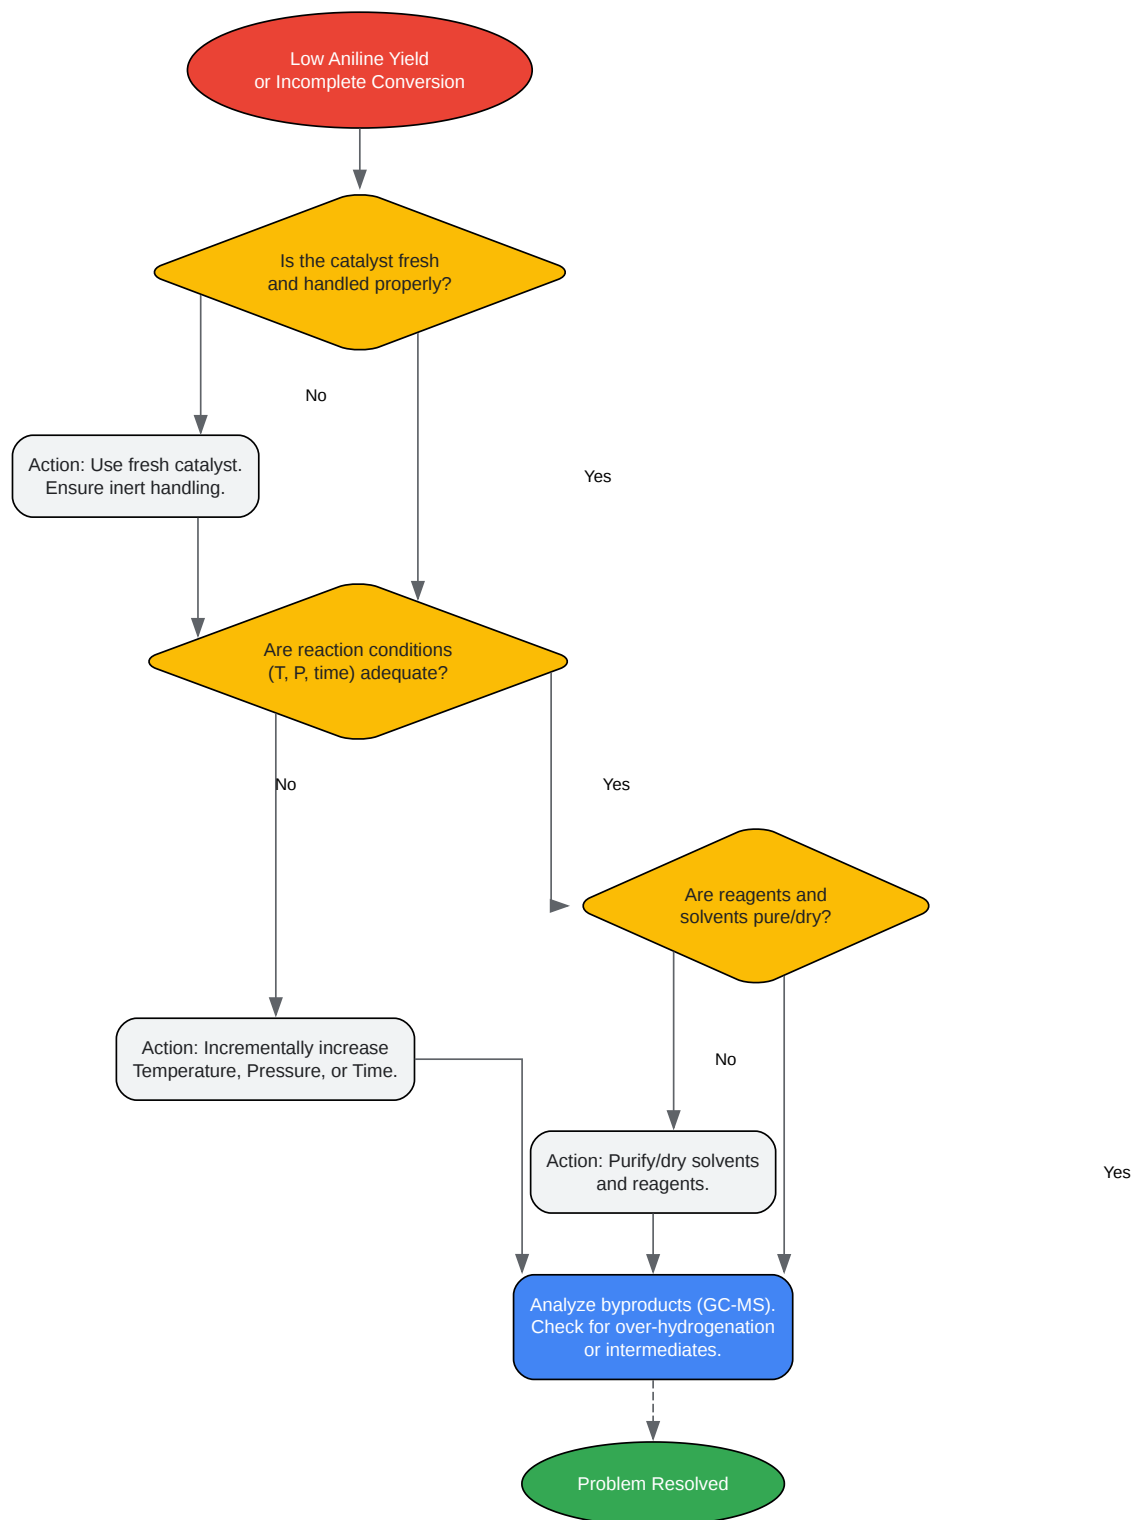 Low Aniline Yield
or Incomplete Conversion
Is the catalyst fresh
and handled properly?
No
Action: Use fresh catalyst.
Ensure inert handling.
Yes
Are reaction conditions
(T, P, time) adequate?
No
Yes
Are reagents and
solvents pure/dry?
Action: Incrementally increase
Temperature, Pressure, or Time.
No
Action: Purify/dry solvents
and reagents.
Yes
Analyze byproducts (GC-MS).
Check for over-hydrogenation
or intermediates.
Problem Resolved